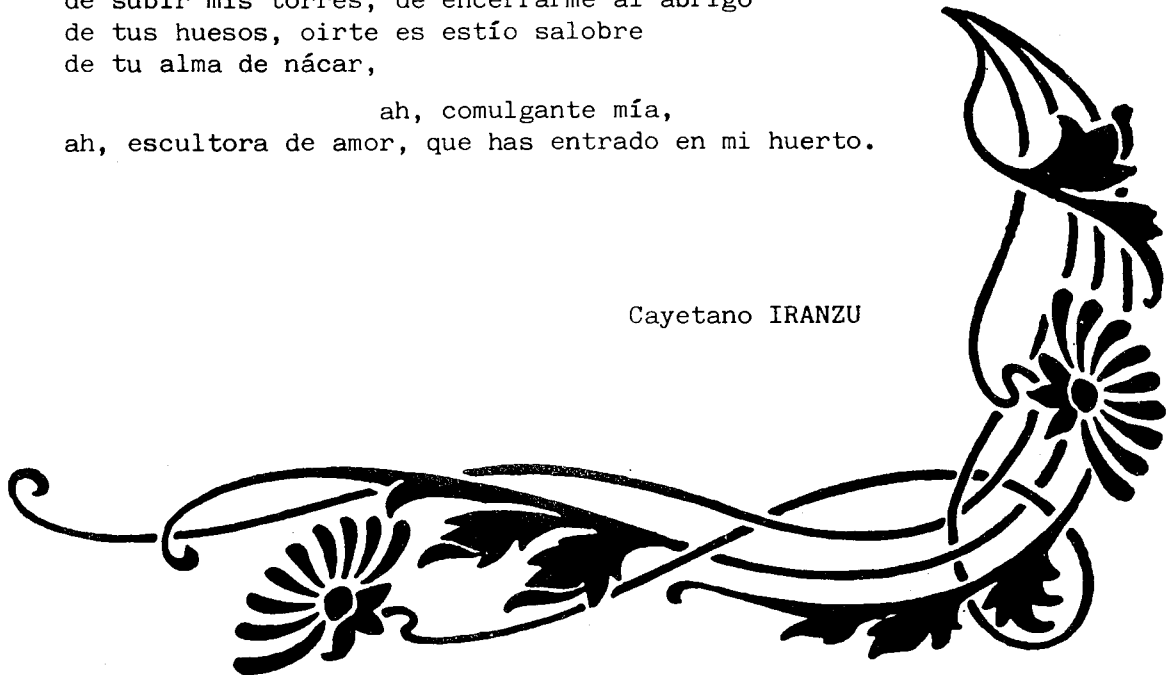 de subir mis torres, de encerrarme al abrigo
de tus huesos, oirte es estío salobre
de tu alma de nácar,
ah, comulgante mía,
ah, escultora de amor, que has entrado en mi huerto.
Cayetano IRANZU